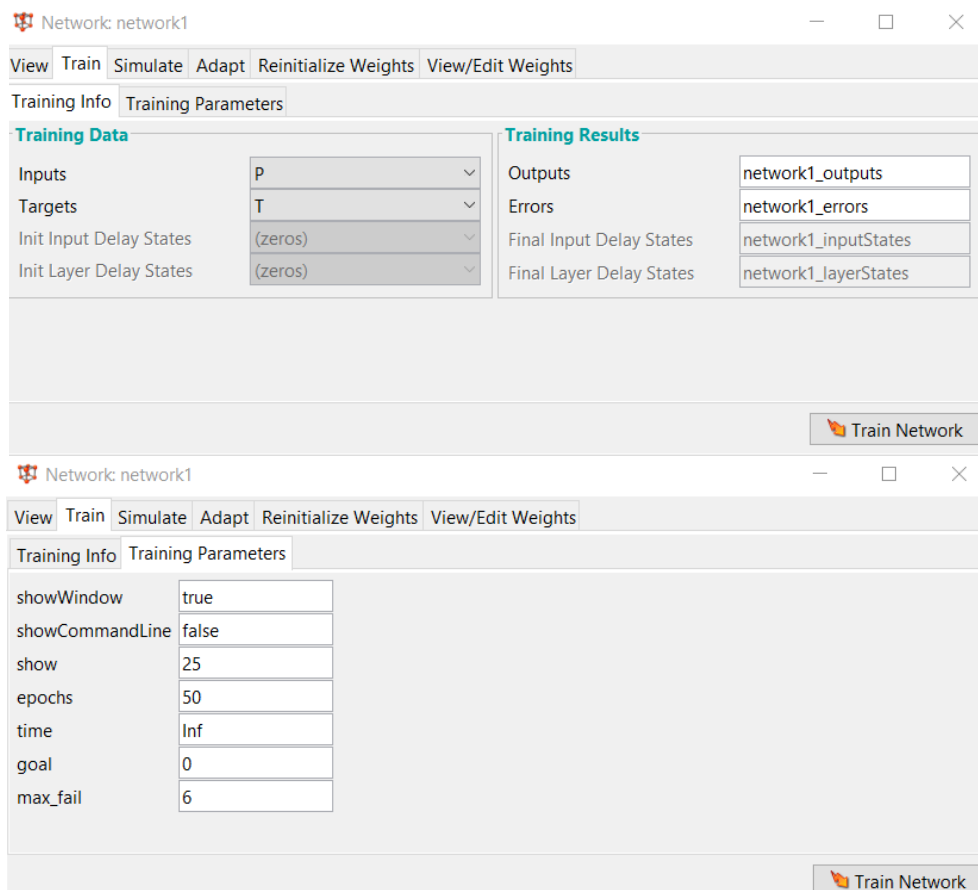 Network: network1
View Train Simulate Adapt Reinitialize Weights View/Edit Weights
Training Info Training Parameters
Training Data Training Results
Inputs P Outputs network1_outputs
Targets T Errors network1_errors
Init Input Delay States (zeros) Final Input Delay States network1_inputStates
Init Layer Delay States (zeros) Final Layer Delay States network1_layerStates
Train Network
Network: network1
View Train Simulate Adapt Reinitialize Weights View/Edit Weights
Training Info Training Parameters
showWindow true
showCommandLine false
show 25
epochs 50
time Inf
goal 0
max_fail 6
Train Network